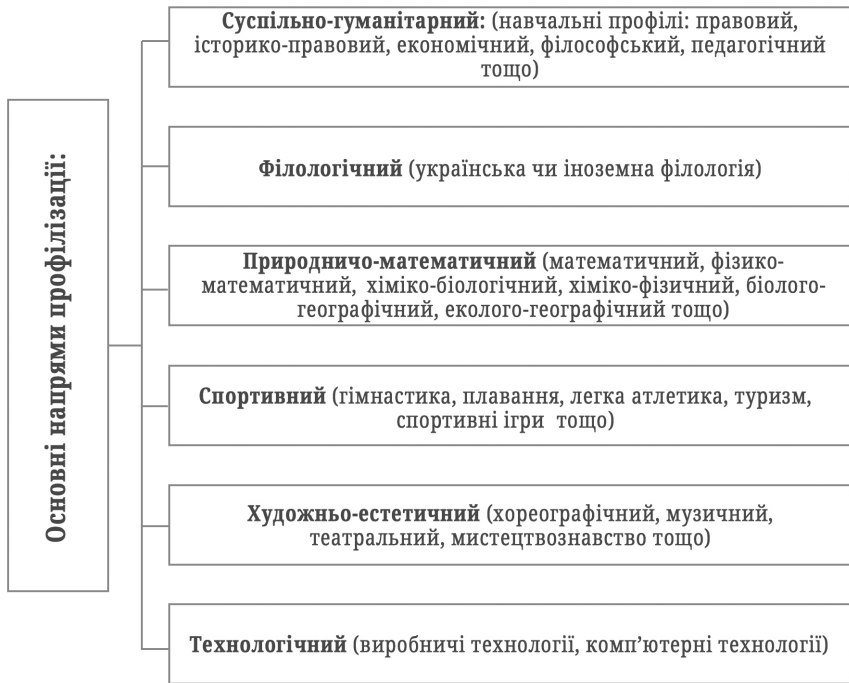 Основні напрями профілізації:
Суспільно-гуманітарний: (навчальні профілі: правовий,
історико-правовий, економічний, філософський, педагогічний
тощо)
Філологічний (українська чи іноземна філологія)
Природничо-математичний (математичний, фізико-
математичний, хіміко-біологічний, хіміко-фізичний, біолого-
географічний, еколого-географічний тощо)
Спортивний (гімнастика, плавання, легка атлетика, туризм,
спортивні ігри тощо)
Художньо-естетичний (хореографічний, музичний,
театральний, мистецтвознавство тощо)
Технологічний (виробничі технології, комп’ютерні технології)